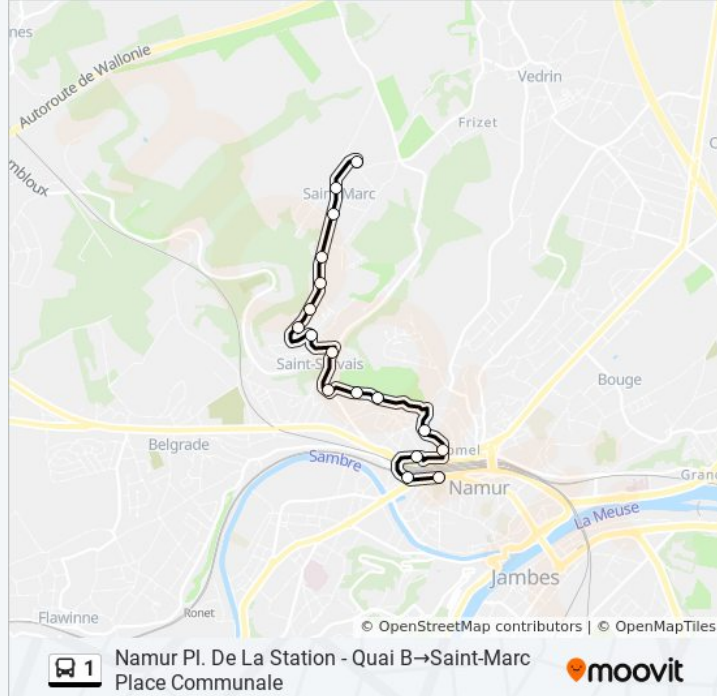 nes
Autoroute de Wallonie
Vedrin
Frizet
mbloux
Saint-Marc
Saint-Servais
Bouge
Belgrade
Sambre
omel
Namur
Grand
La Meuse
Jambes
Flawinne
Ronet
© OpenStreetMap contributors | © OpenMapTiles
1 Namur Pl. De La Station - Quai B→Saint-Marc
Place Communale
moovit